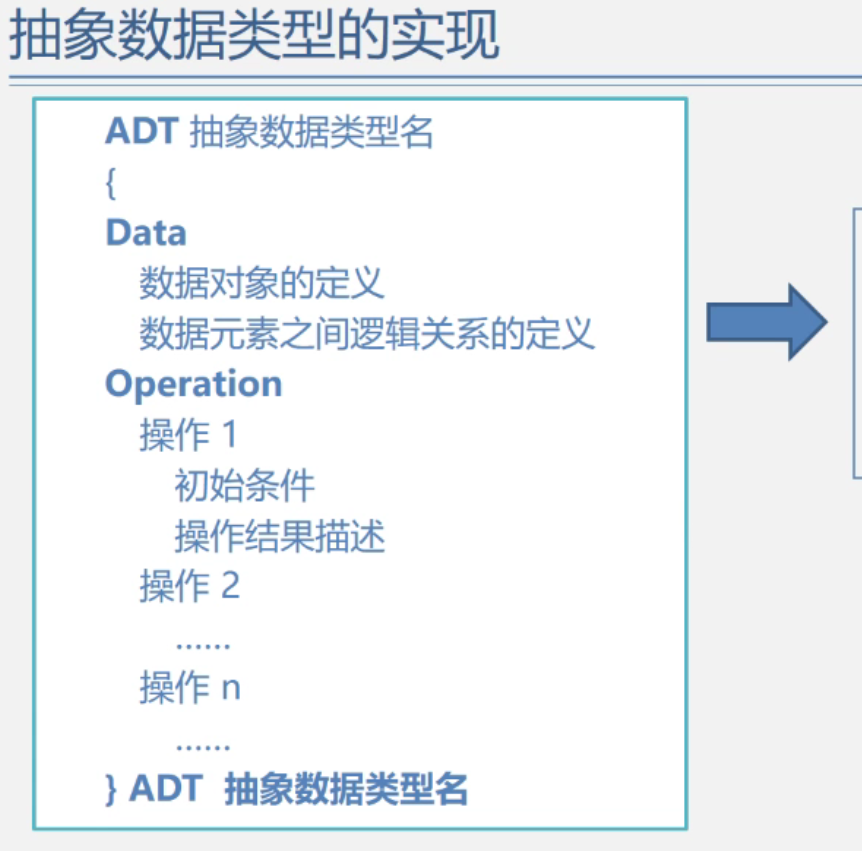 抽象数据类型的实现
ADT 抽象数据类型名
{
Data
数据对象的定义
数据元素之间逻辑关系的定义
Operation
操作 1
初始条件
操作结果描述
操作 2
……
操作 n
……
} ADT 抽象数据类型名